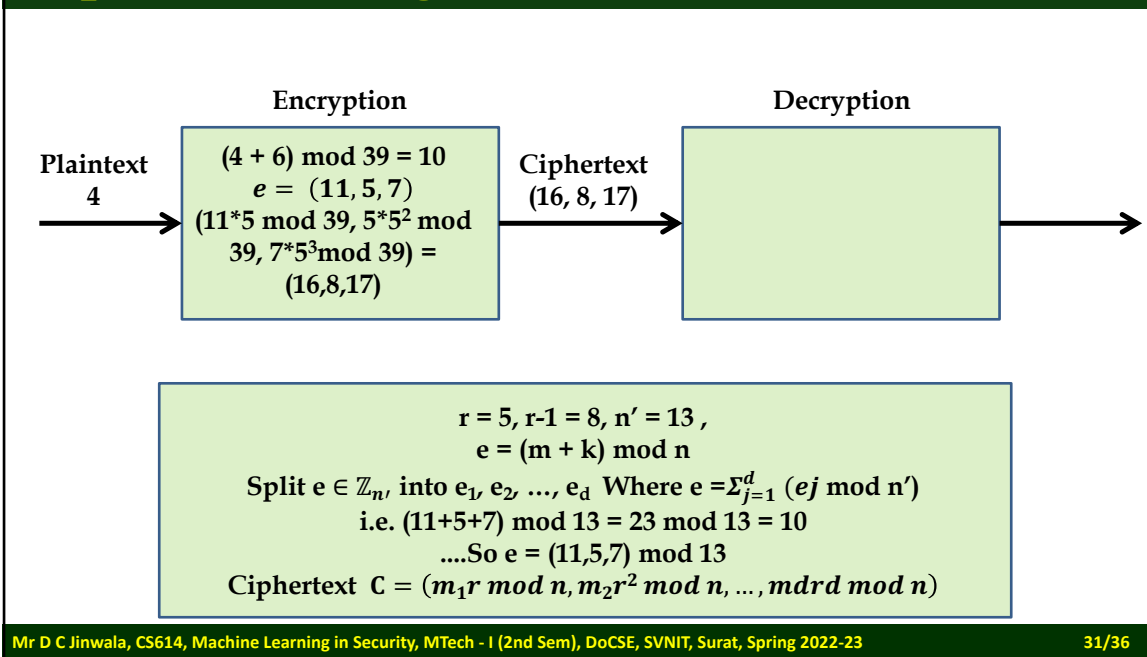 Encryption
Decryption
Plaintext
4
(4 + 6) mod 39 = 10
e = (11, 5, 7)
(11*5 mod 39, 5*5² mod
39, 7*5³mod 39) =
(16,8,17)
Ciphertext
(16, 8, 17)
r = 5, r-1 = 8, n′ = 13 ,
e = (m + k) mod n
Split e ∈ ℤn′ into e₁, e₂, …, e_d Where e =Σ_{j=1}^{d} (ej mod n’)
i.e. (11+5+7) mod 13 = 23 mod 13 = 10
....So e = (11,5,7) mod 13
Ciphertext C = (m₁r mod n, m₂r² mod n, … , mdrd mod n)
Mr D C Jinwala, CS614, Machine Learning in Security, MTech - I (2nd Sem), DoCSE, SVNIT, Surat, Spring 2022-23 31/36